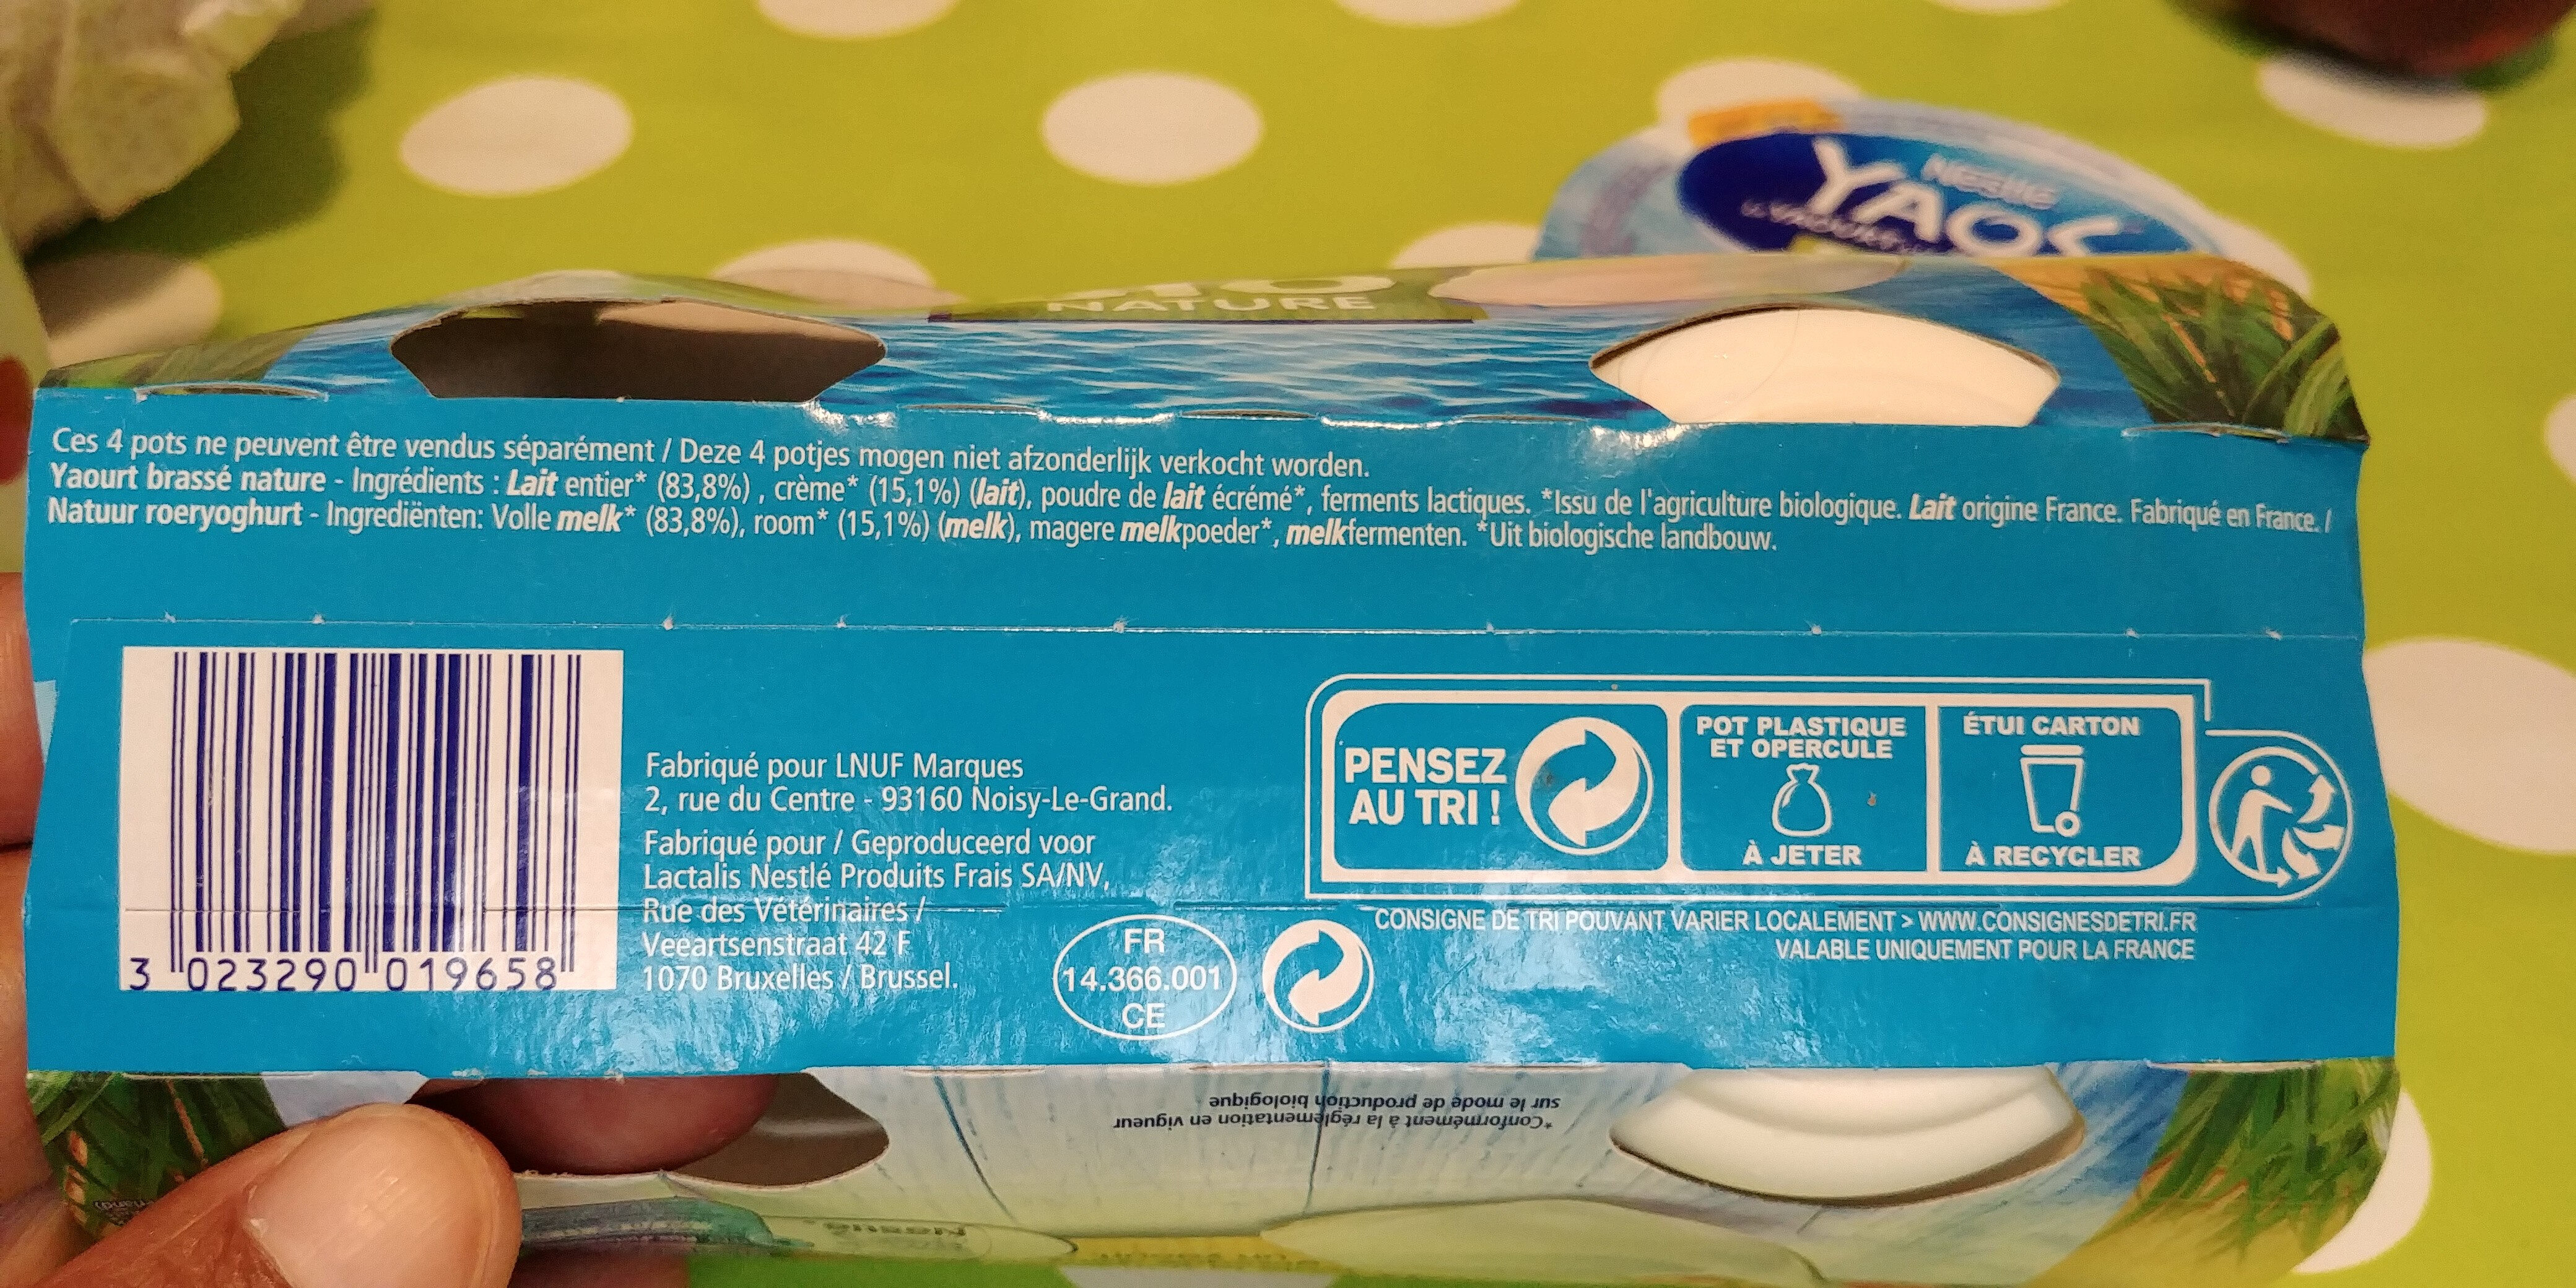 NESTLÉ
YAOS
NATURE
Ces 4 pots ne peuvent être vendus séparément / Deze 4 potjes mogen niet afzonderlijk verkocht worden.
Yaourt brassé nature - Ingrédients : Lait entier* (83,8%) , crème* (15,1%) (lait), poudre de lait écrémé*, ferments lactiques. *Issu de l'agriculture biologique. Lait origine France. Fabriqué en France. /
Natuur roeryoghurt - Ingrediënten: Volle melk* (83,8%), room* (15,1%) (melk), magere melkpoeder*, melkfermenten. *Uit biologische landbouw.
3 023290 019658
Fabriqué pour LNUF Marques
2, rue du Centre - 93160 Noisy-Le-Grand.
Fabriqué pour / Geproduceerd voor
Lactalis Nestlé Produits Frais SA/NV,
Rue des Vétérinaires /
Veeartsenstraat 42 F
1070 Bruxelles / Brussel.
FR
14.366.001
CE
PENSEZ
AU TRI !
POT PLASTIQUE
ET OPERCULE
À JETER
ÉTUI CARTON
À RECYCLER
CONSIGNE DE TRI POUVANT VARIER LOCALEMENT > WWW.CONSIGNESDETRI.FR
VALABLE UNIQUEMENT POUR LA FRANCE
*Conformément à la réglementation en vigueur
sur le mode de production biologique
Nestlé